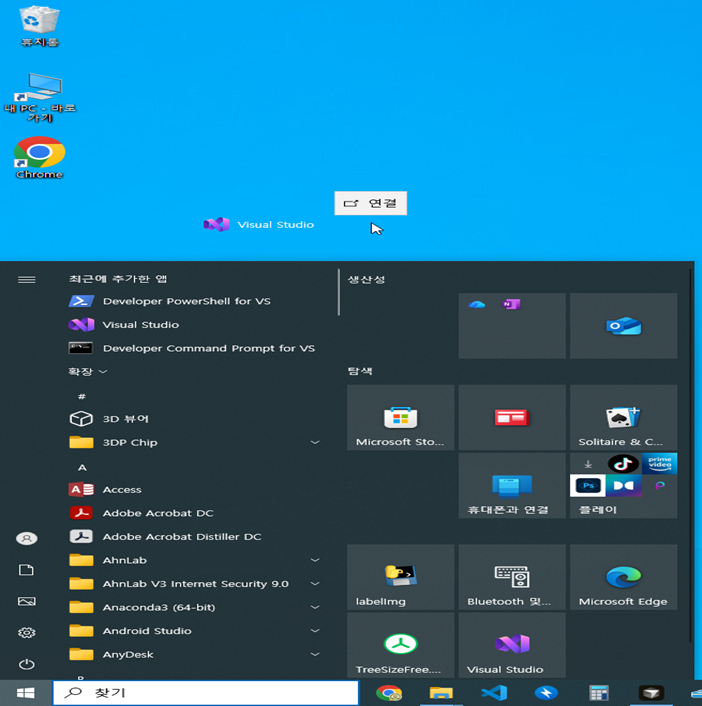 휴지통
내 PC - 바로
가기
Chrome
연결
Visual Studio
최근에 추가한 앱
Developer PowerShell for VS
Visual Studio
Developer Command Prompt for VS
확장
#
3D 뷰어
3DP Chip
A
Access
Adobe Acrobat DC
Adobe Acrobat Distiller DC
AhnLab
AhnLab V3 Internet Security 9.0
Anaconda3 (64-bit)
Android Studio
AnyDesk
생산성
탐색
Microsoft Sto...
Solitaire & C...
prime video
Ps
휴대폰과 연결
플레이
labelImg
Bluetooth 및...
Microsoft Edge
TreeSizeFree....
Visual Studio
찾기